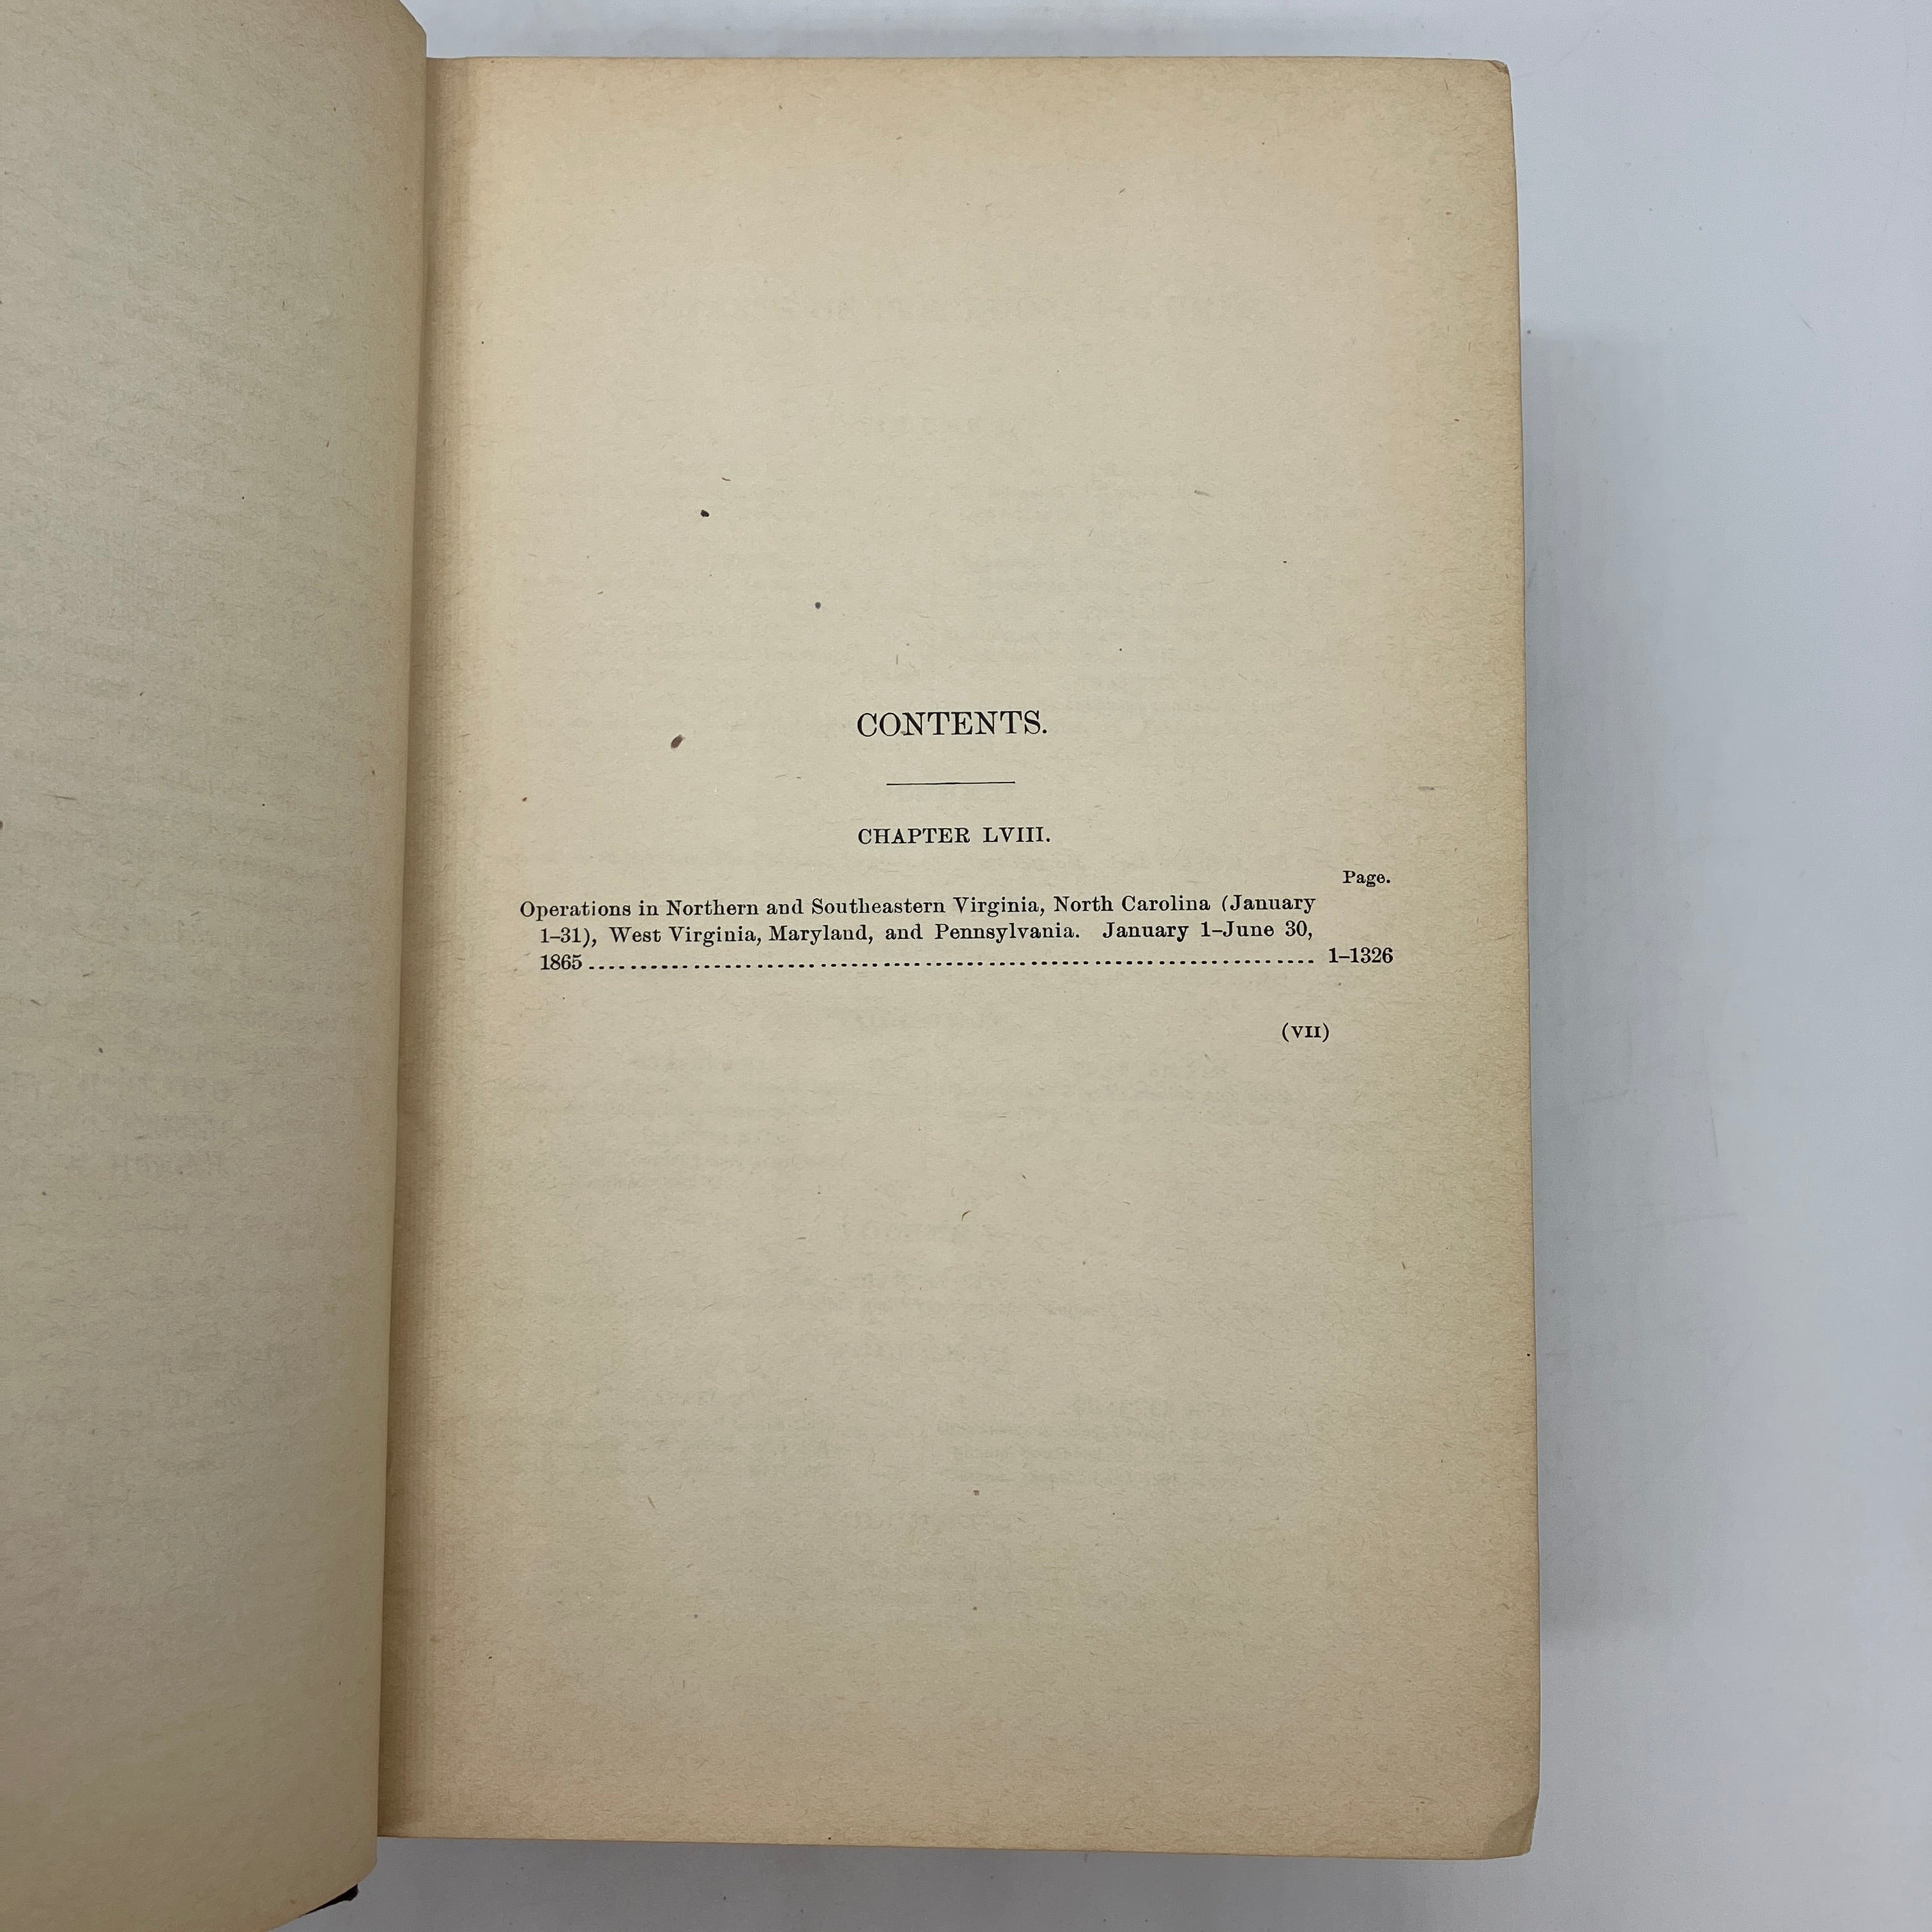 CONTENTS.
CHAPTER LVIII.
Page.
Operations in Northern and Southeastern Virginia, North Carolina (January
1–31), West Virginia, Maryland, and Pennsylvania. January 1–June 30,
1865 ........................................................................ 1–1326
(VII)